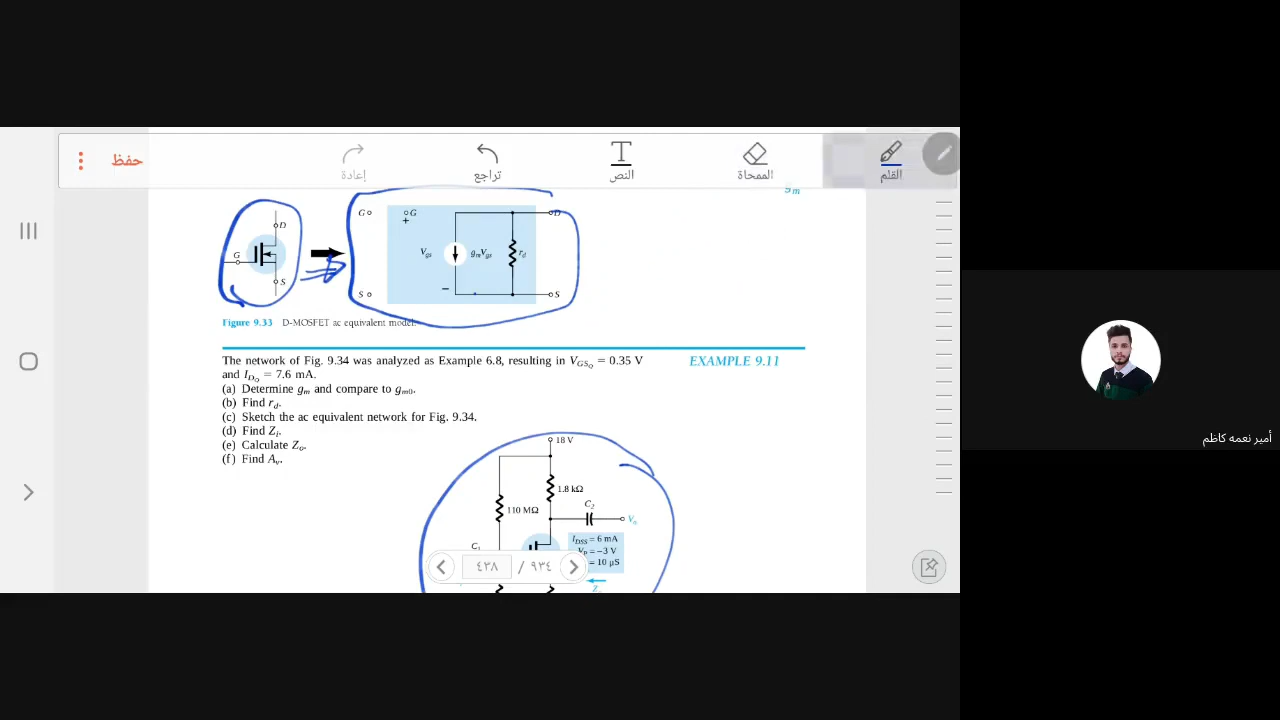 حفظ
إعادة
تراجع
النص
الممحاة
القلم
gm
G
D
S
G
G
+
Vgs
gmVgs
rd
D
S
–
S
Figure 9.33 D-MOSFET ac equivalent model.
The network of Fig. 9.34 was analyzed as Example 6.8, resulting in VGSQ = 0.35 V
and IDQ = 7.6 mA.
EXAMPLE 9.11
(a) Determine gm and compare to gm0.
(b) Find rd.
(c) Sketch the ac equivalent network for Fig. 9.34.
(d) Find Zi.
(e) Calculate Zo.
(f) Find Av.
18 V
1.8 kΩ
110 MΩ
C2
Vo
C1
IDSS = 6 mA
VP = –3 V
= 10 µS
٤٣٨ / ٩٣٤
أمير نعمه كاظم